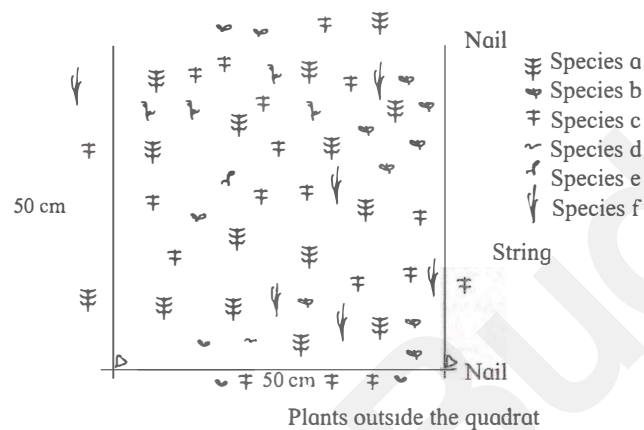 Nail
Species a
Species b
Species c
Species d
Species e
Species f
50 cm
String
50 cm
Nail
Plants outside the quadrat